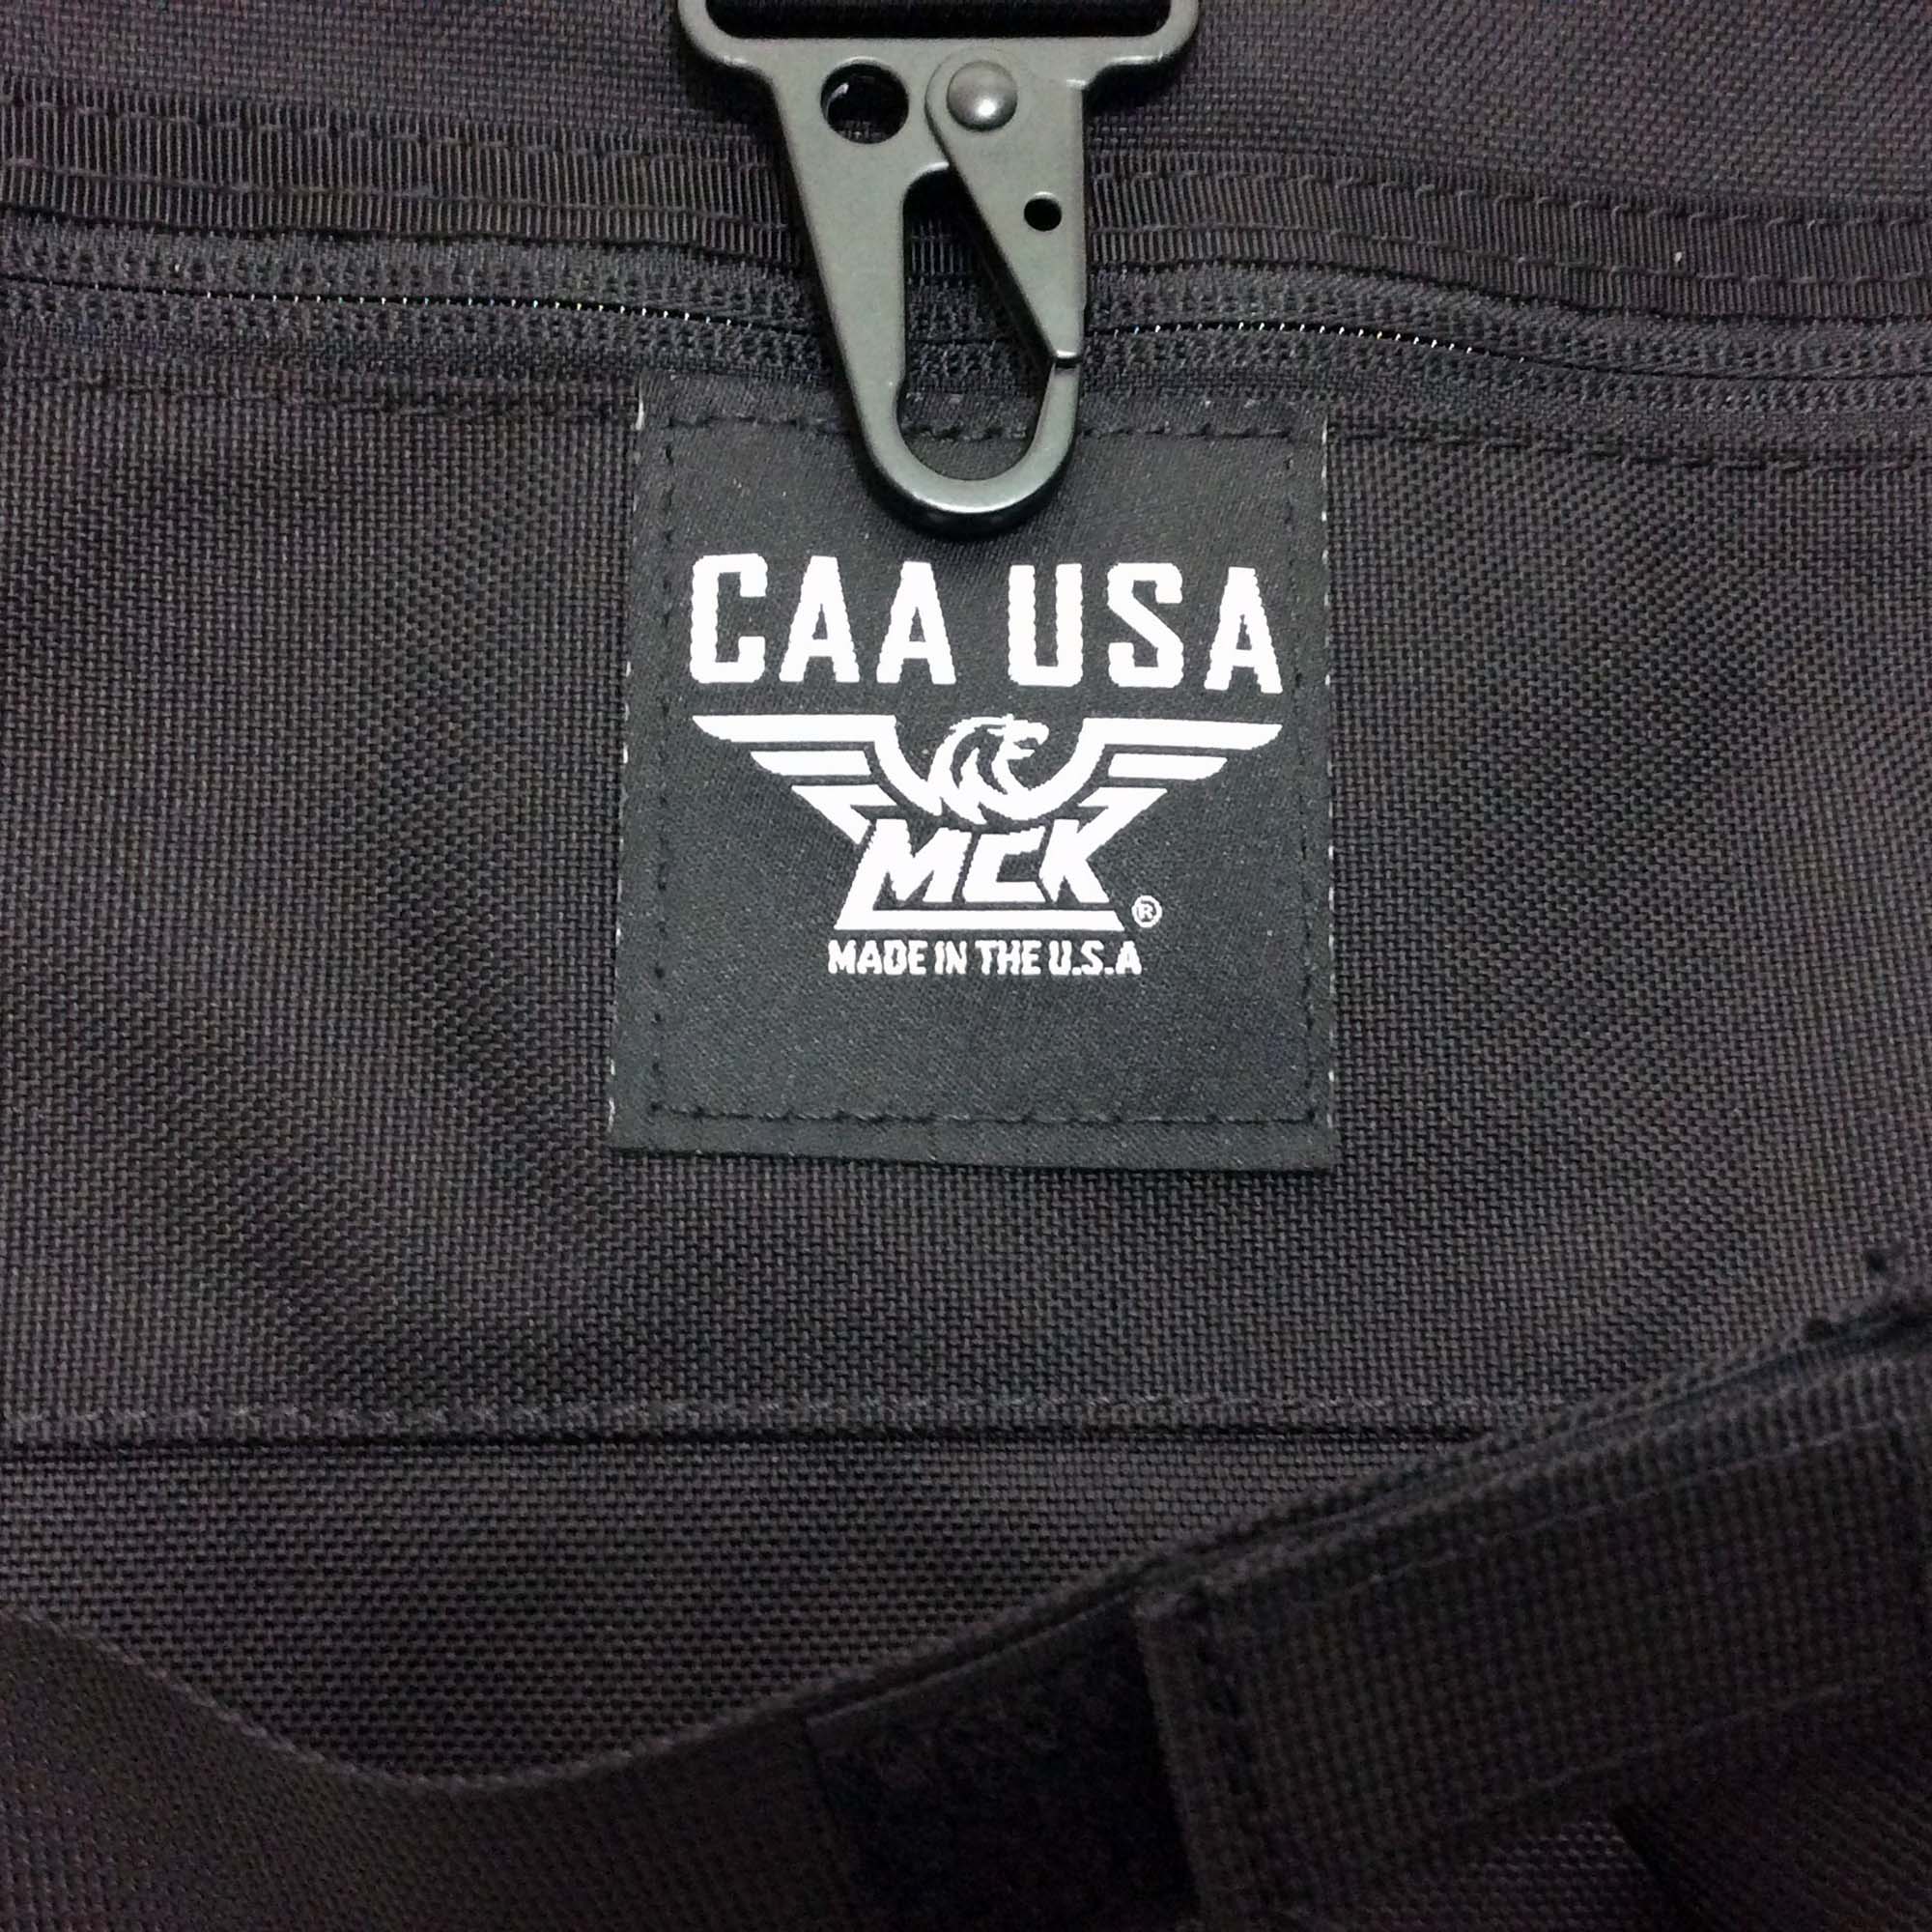 CAA USA
MCK ®
MADE IN THE U.S.A